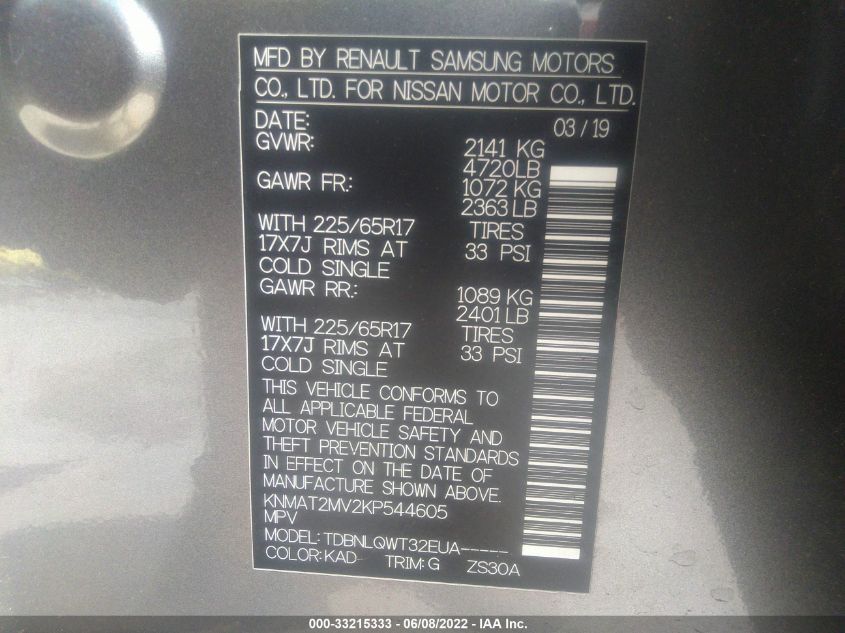 MFD BY RENAULT SAMSUNG MOTORS
CO., LTD. FOR NISSAN MOTOR CO., LTD.
DATE: 03 / 19
GVWR: 2141 KG
4720LB
GAWR FR.: 1072 KG
2363 LB
WITH 225/65R17 TIRES
17X7J RIMS AT 33 PSI
COLD SINGLE
GAWR RR.: 1089 KG
2401 LB
WITH 225/65R17 TIRES
17X7J RIMS AT 33 PSI
COLD SINGLE
THIS VEHICLE CONFORMS TO
ALL APPLICABLE FEDERAL
MOTOR VEHICLE SAFETY AND
THEFT PREVENTION STANDARDS
IN EFFECT ON THE DATE OF
MANUFACTURE SHOWN ABOVE.
KNMAT2MV2KP544605
MPV
MODEL: TDBNLQWT32EUA-----
COLOR: KAD- TRIM: G ZS30A
000-33215333 - 06/08/2022 - IAA Inc.